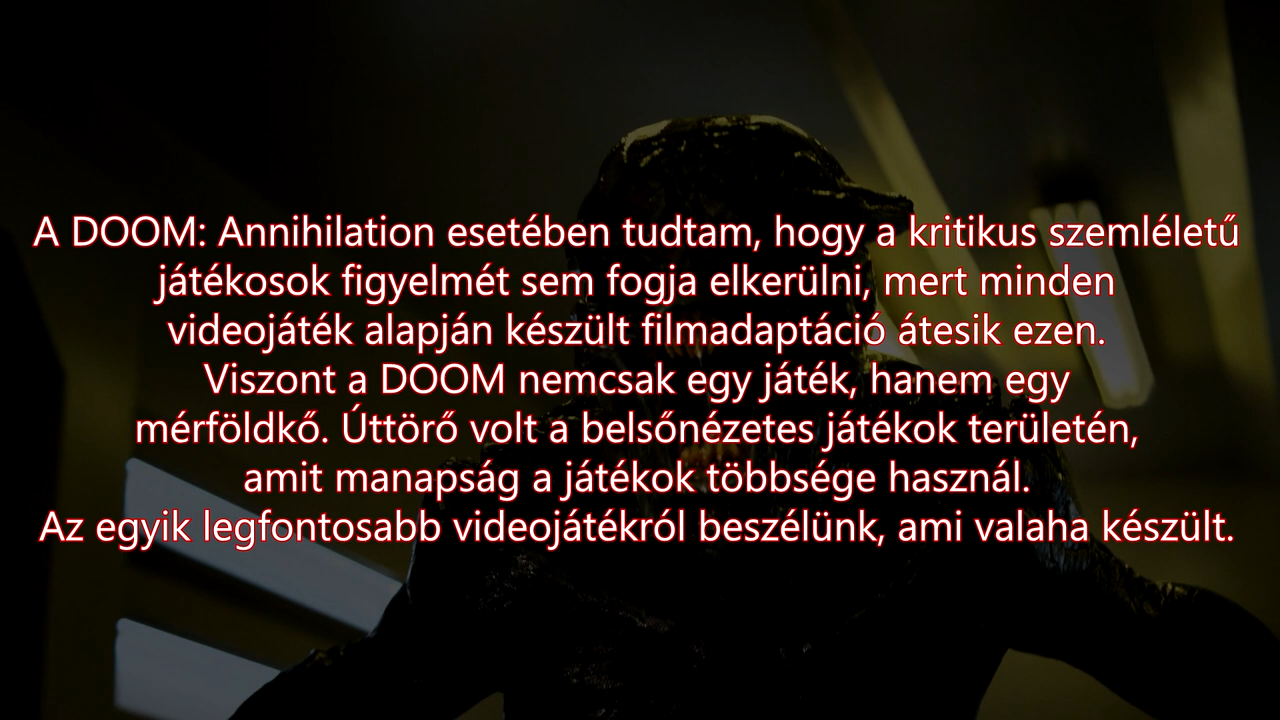 A DOOM: Annihilation esetében tudtam, hogy a kritikus szemléletű
játékosok figyelmét sem fogja elkerülni, mert minden
videojáték alapján készült filmadaptáció átesik ezen.
Viszont a DOOM nemcsak egy játék, hanem egy
mérföldkő. Úttörő volt a belsőnézetes játékok területén,
amit manapság a játékok többsége használ.
Az egyik legfontosabb videojátékról beszélünk, ami valaha készült.